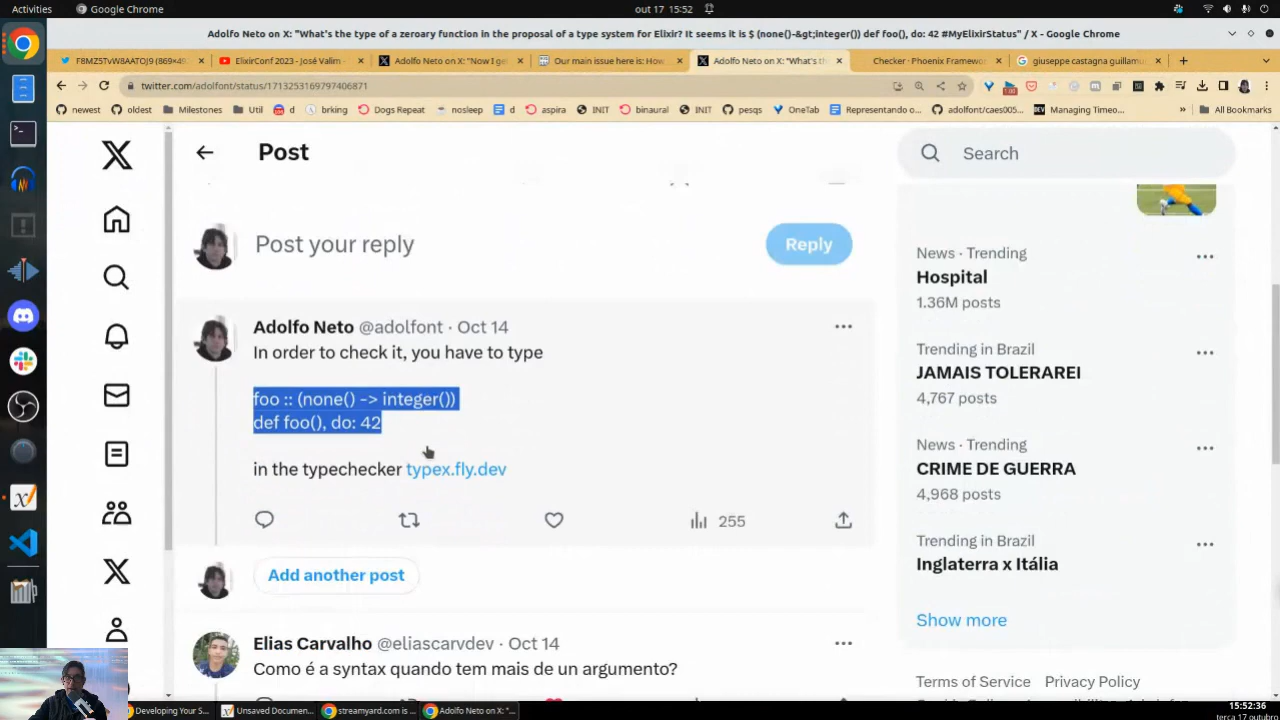 Activities
Google Chrome
out 17 15:52
Adolfo Neto on X: "What's the type of a zeroary function in the proposal of a type system for Elixir? It seems it is $ (none()-&gt;integer()) def foo(), do: 42 #MyElixirStatus" / X - Google Chrome
F8MZ5TvW8AATOJ9 (869×49
ElixirConf 2023 - José Valim -
Adolfo Neto on X: "Now I ge
Our main issue here is: How
Adolfo Neto on X: "What's th
Checker · Phoenix Framewor
giuseppe castagna guillaum
twitter.com/adolfont/status/1713253169797406871
newest
oldest
Milestones
Util
d
brking
Dogs Repeat
nosleep
d
aspira
INIT
binaural
INIT
pesqs
OneTab
Representando o...
adolfont/caes005...
Managing Timeo...
All Bookmarks
Post
Search
Post your reply
Reply
Adolfo Neto @adolfont · Oct 14
In order to check it, you have to type
foo :: (none() -> integer())
def foo(), do: 42
in the typechecker typex.fly.dev
255
Add another post
Elias Carvalho @eliascarvdev · Oct 14
Como é a syntax quando tem mais de un argumento?
News · Trending
Hospital
1.36M posts
Trending in Brazil
JAMAIS TOLERAREI
4,767 posts
News · Trending
CRIME DE GUERRA
4,968 posts
Trending in Brazil
Inglaterra x Itália
Show more
Terms of Service Privacy Policy
Developing Your S...
Unsaved Documen...
streamyard.com is ...
Adolfo Neto on X: "...
15:52:36
terça 17 outubro